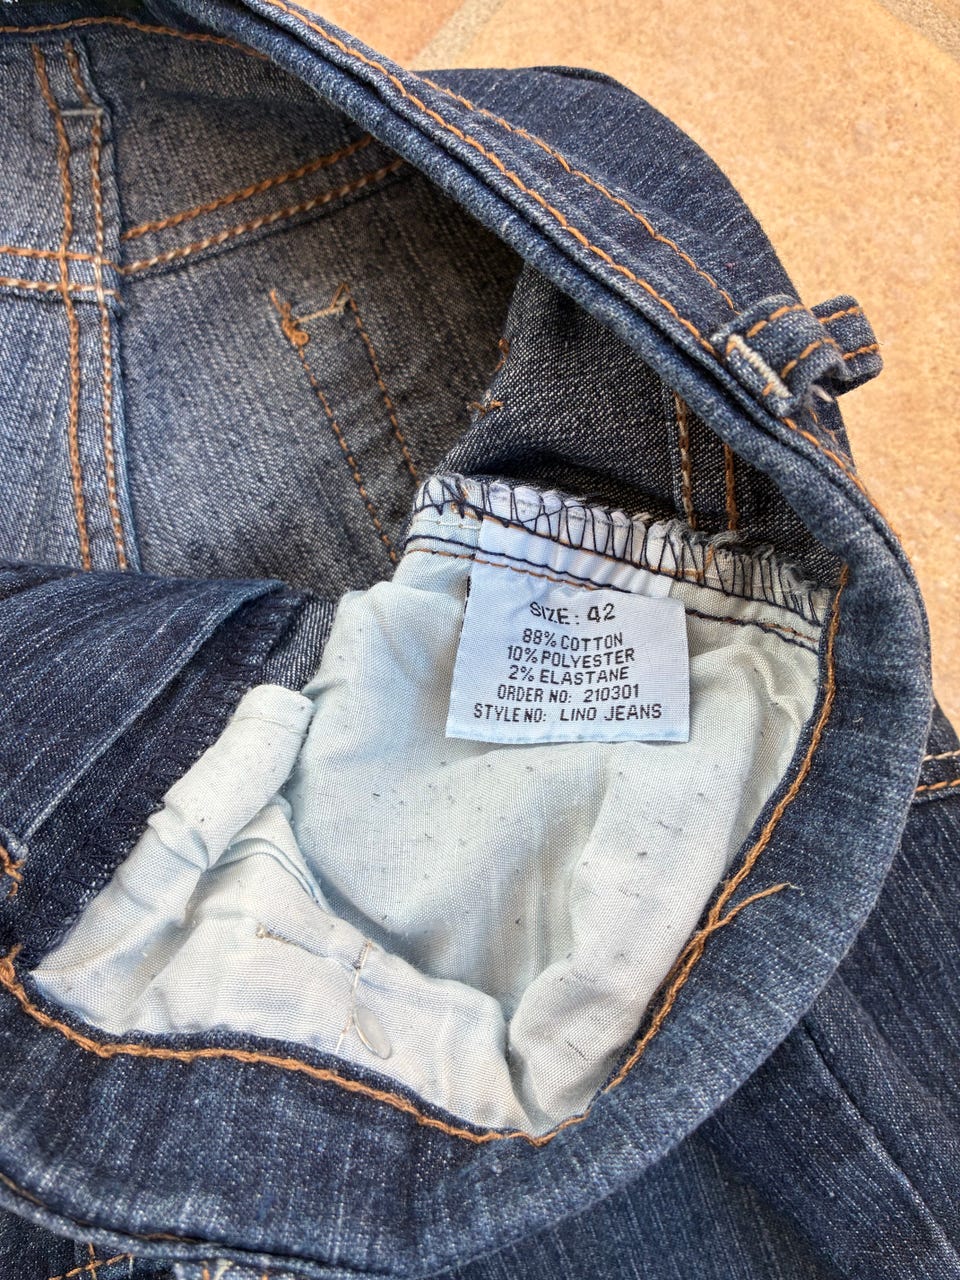 SIZE: 42
88% COTTON
10% POLYESTER
2% ELASTANE
ORDER NO: 210301
STYLE NO: LINO JEANS